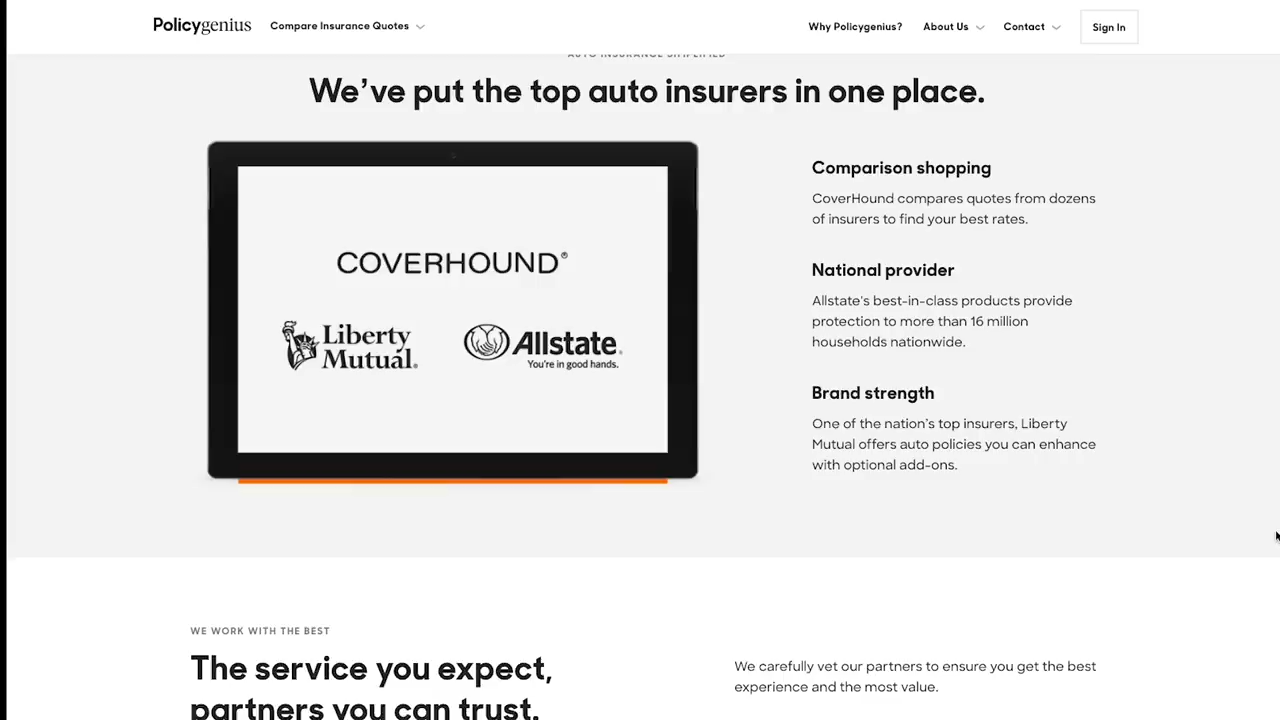 Policygenius
Compare Insurance Quotes
Why Policygenius?
About Us
Contact
Sign In
AUTO INSURANCE SIMPLIFIED
We’ve put the top auto insurers in one place.
COVERHOUND®
Liberty
Mutual®
Allstate®
You're in good hands.
Comparison shopping
CoverHound compares quotes from dozens
of insurers to find your best rates.
National provider
Allstate's best-in-class products provide
protection to more than 16 million
households nationwide.
Brand strength
One of the nation's top insurers, Liberty
Mutual offers auto policies you can enhance
with optional add-ons.
WE WORK WITH THE BEST
The service you expect,
partners you can trust.
We carefully vet our partners to ensure you get the best
experience and the most value.